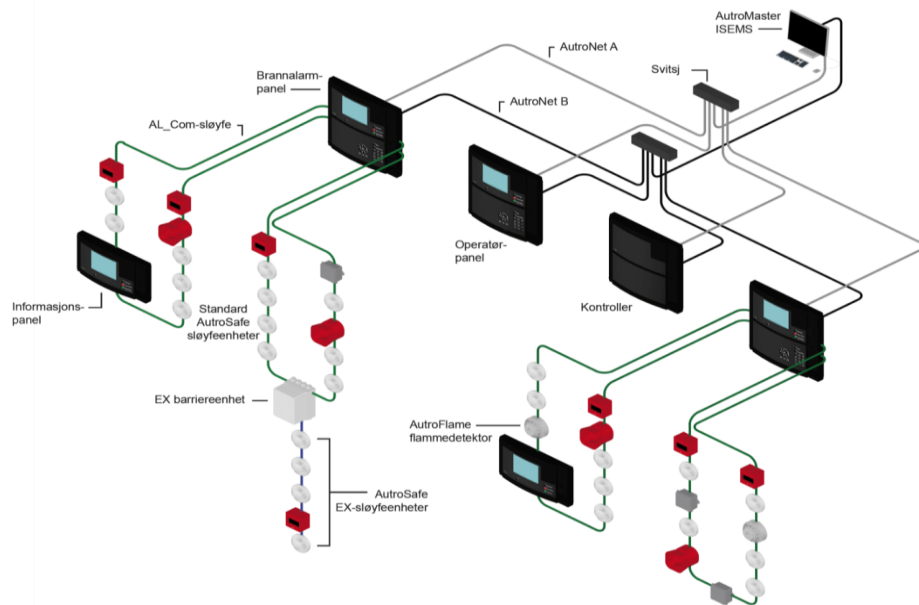 AutroMaster
ISEMS
AutroNet A
Svitsj
Brannalarm-
panel
AutroNet B
AL_Com-sløyfe
Operatør-
panel
Kontroller
Informasjons-
panel
Standard
AutroSafe
sløyfeenheter
EX barriereenhet
AutroFlame
flammedetektor
AutroSafe
EX-sløyfeenheter